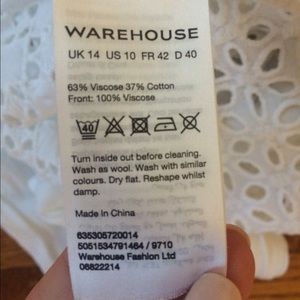 WAREHOUSE
UK 14 US 10 FR 42 D 40
63% Viscose 37% Cotton
Front: 100% Viscose
40
Turn inside out before cleaning.
Wash as wool. Wash with similar
colours. Dry flat. Reshape whilst
damp.
Made in China
635305720014
5051534791464 / 9710
Warehouse Fashion Ltd
06822214